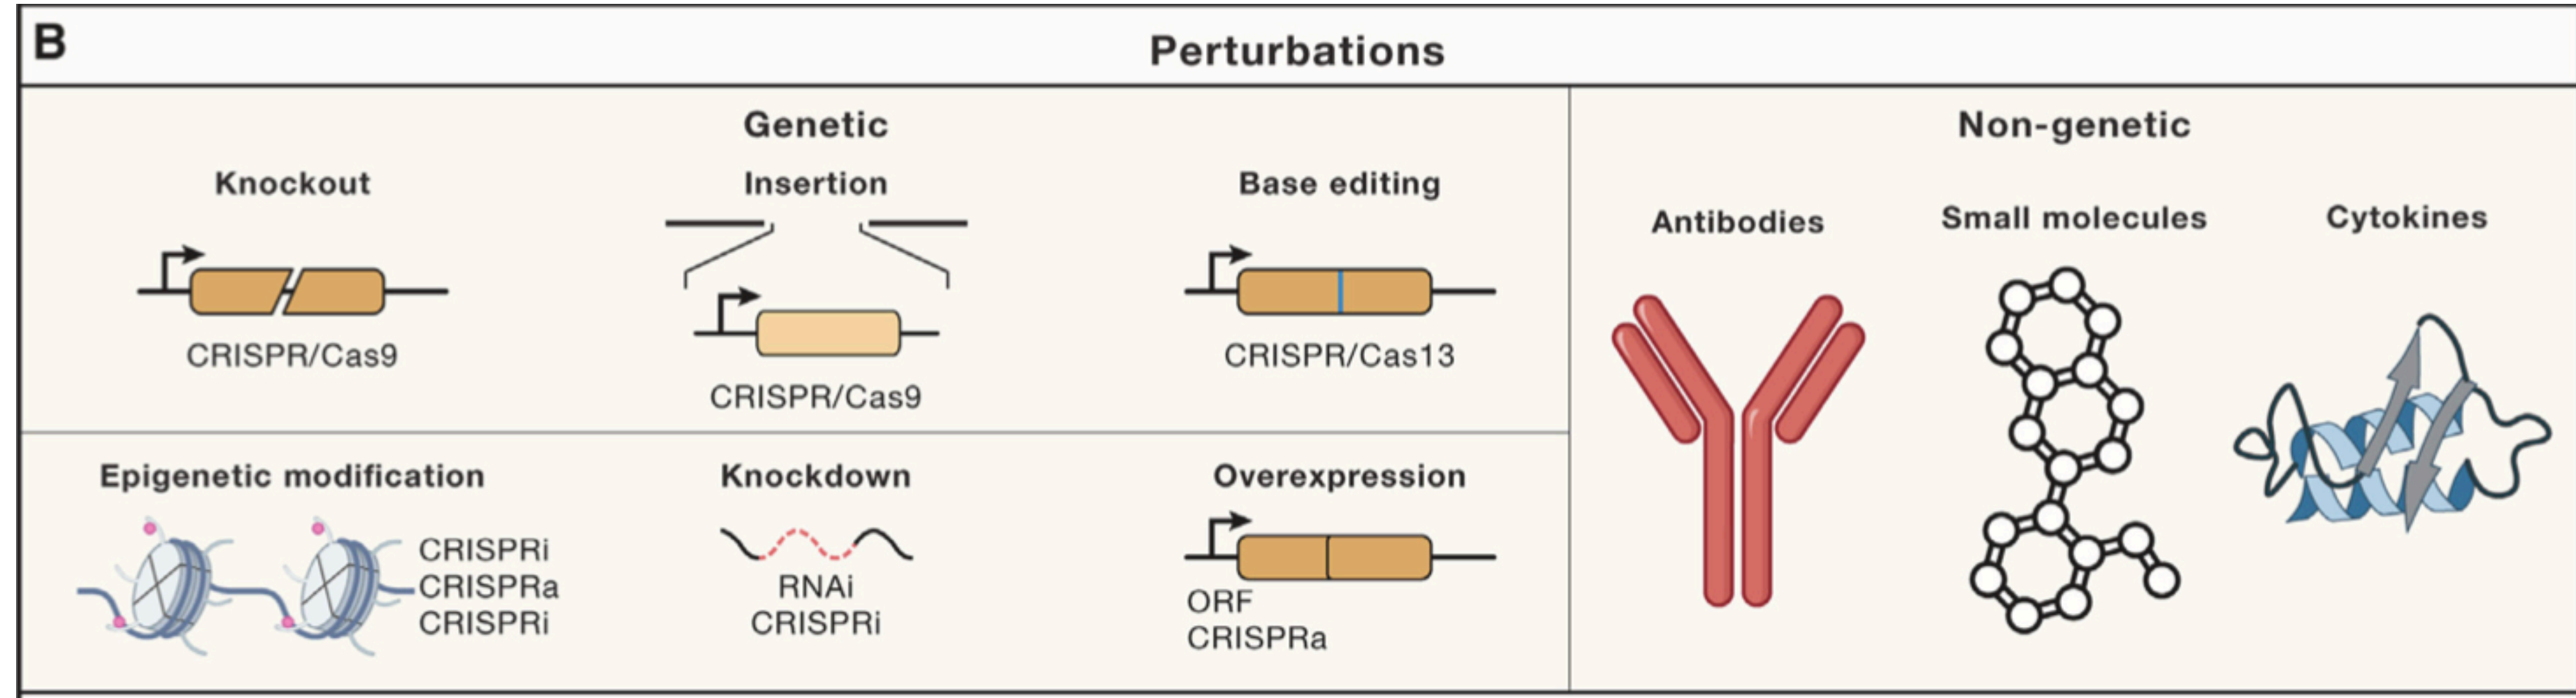 B
Perturbations
Genetic
Knockout
CRISPR/Cas9
Insertion
CRISPR/Cas9
Base editing
CRISPR/Cas13
Epigenetic modification
CRISPRi
CRISPRa
CRISPRi
Knockdown
RNAi
CRISPRi
Overexpression
ORF
CRISPRa
Non-genetic
Antibodies
Small molecules
Cytokines